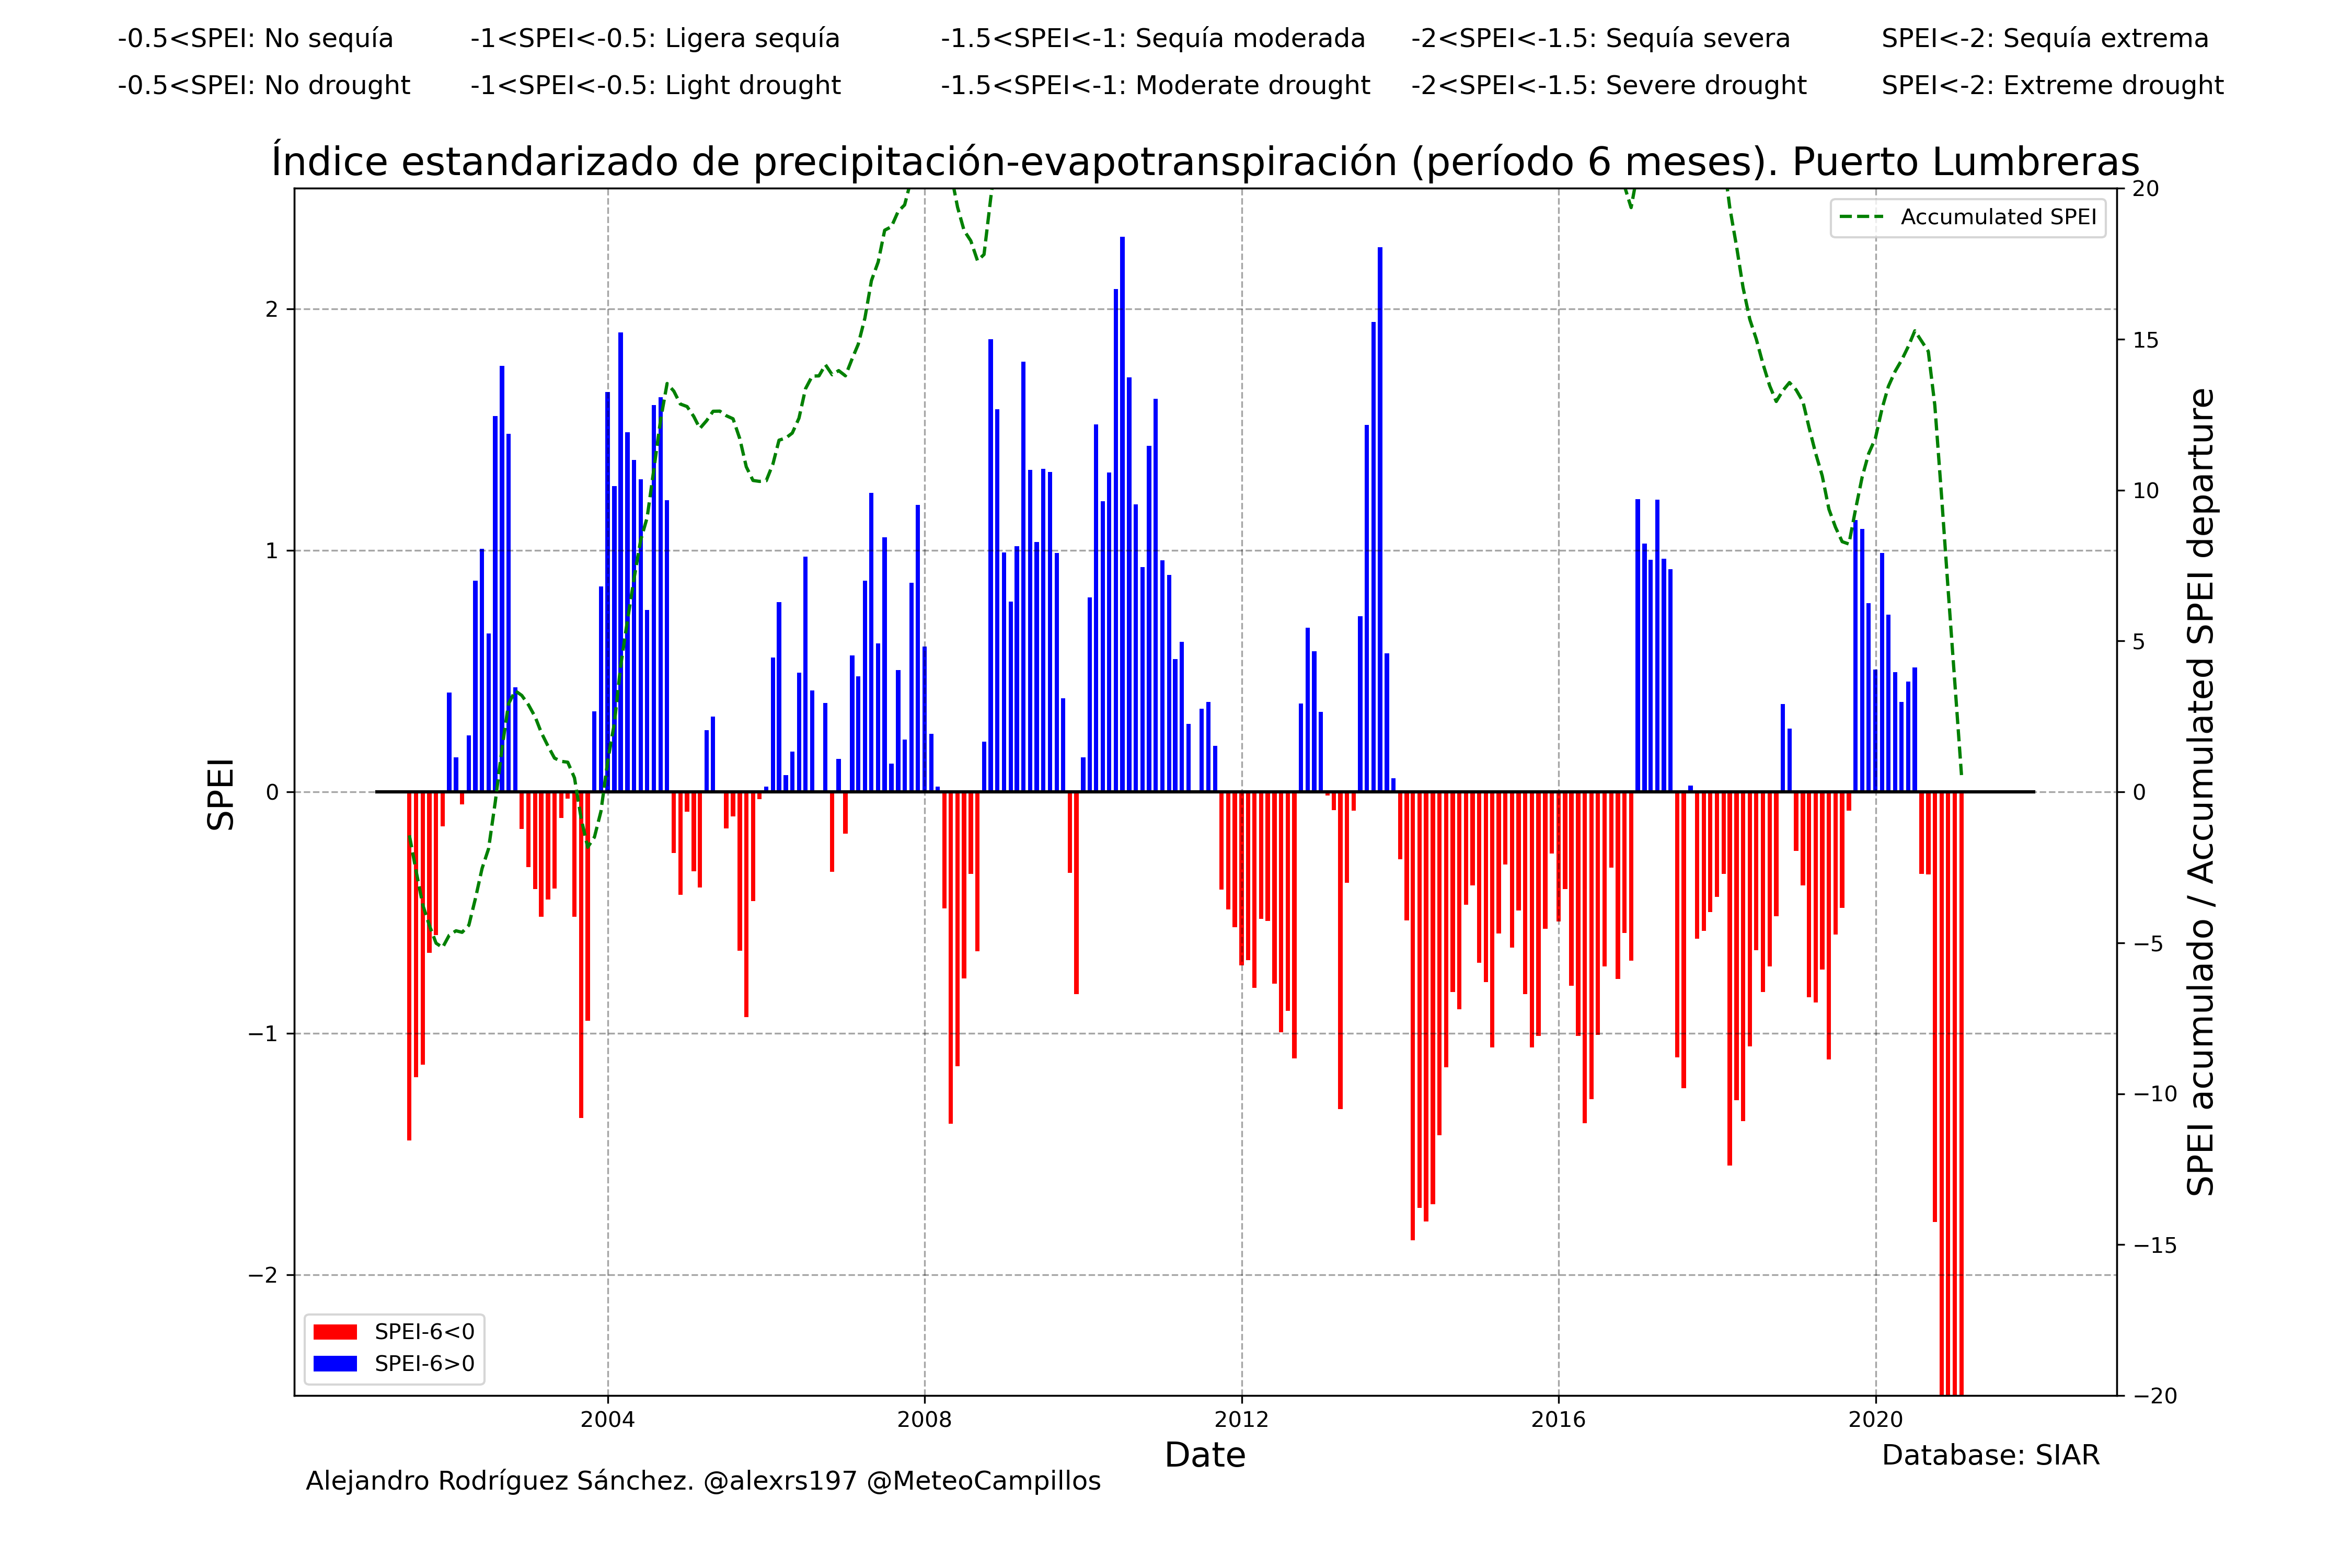 -0.5<SPEI: No sequía -1<SPEI<-0.5: Ligera sequía -1.5<SPEI<-1: Sequía moderada -2<SPEI<-1.5: Sequía severa SPEI<-2: Sequía extrema
-0.5<SPEI: No drought -1<SPEI<-0.5: Light drought -1.5<SPEI<-1: Moderate drought -2<SPEI<-1.5: Severe drought SPEI<-2: Extreme drought
Índice estandarizado de precipitación-evapotranspiración (período 6 meses). Puerto Lumbreras
Accumulated SPEI
SPEI
2
1
0
−1
−2
20
15
10
5
0
−5
−10
−15
−20
SPEI acumulado / Accumulated SPEI departure
SPEI-6<0
SPEI-6>0
2004 2008 2012 2016 2020
Date
Database: SIAR
Alejandro Rodríguez Sánchez. @alexrs197 @MeteoCampillos